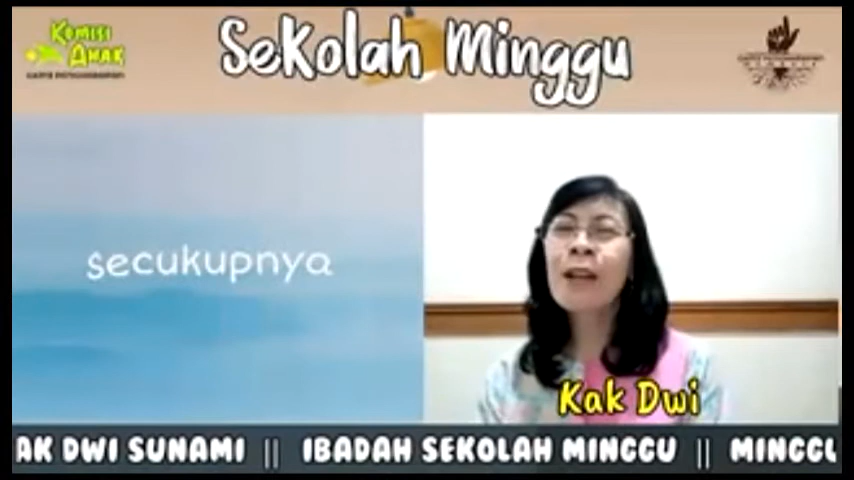 Komisi
Anak
Sekolah Minggu
secukupnya
Kak Dwi
AK DWI SUNAMI || IBADAH SEKOLAH MINGGU || MINGGU